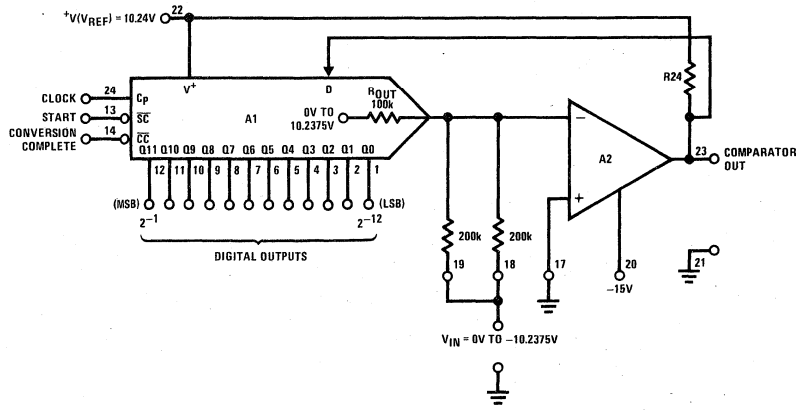 +V(VREF) = 10.24V 22
V+ D ROUT
100k
R24
CLOCK 24 CP
START 13 SC
CONVERSION
COMPLETE 14 CC
A1
0V TO
10.2375V
Q11 Q10 Q9 Q8 Q7 Q6 Q5 Q4 Q3 Q2 Q1 Q0
12 11 10 9 8 7 6 5 4 3 2 1
(MSB) (LSB)
2-1 2-12
DIGITAL OUTPUTS
−
A2
+
23 COMPARATOR
OUT
200k 200k
19 18 17 20 21
−15V
VIN = 0V TO −10.2375V